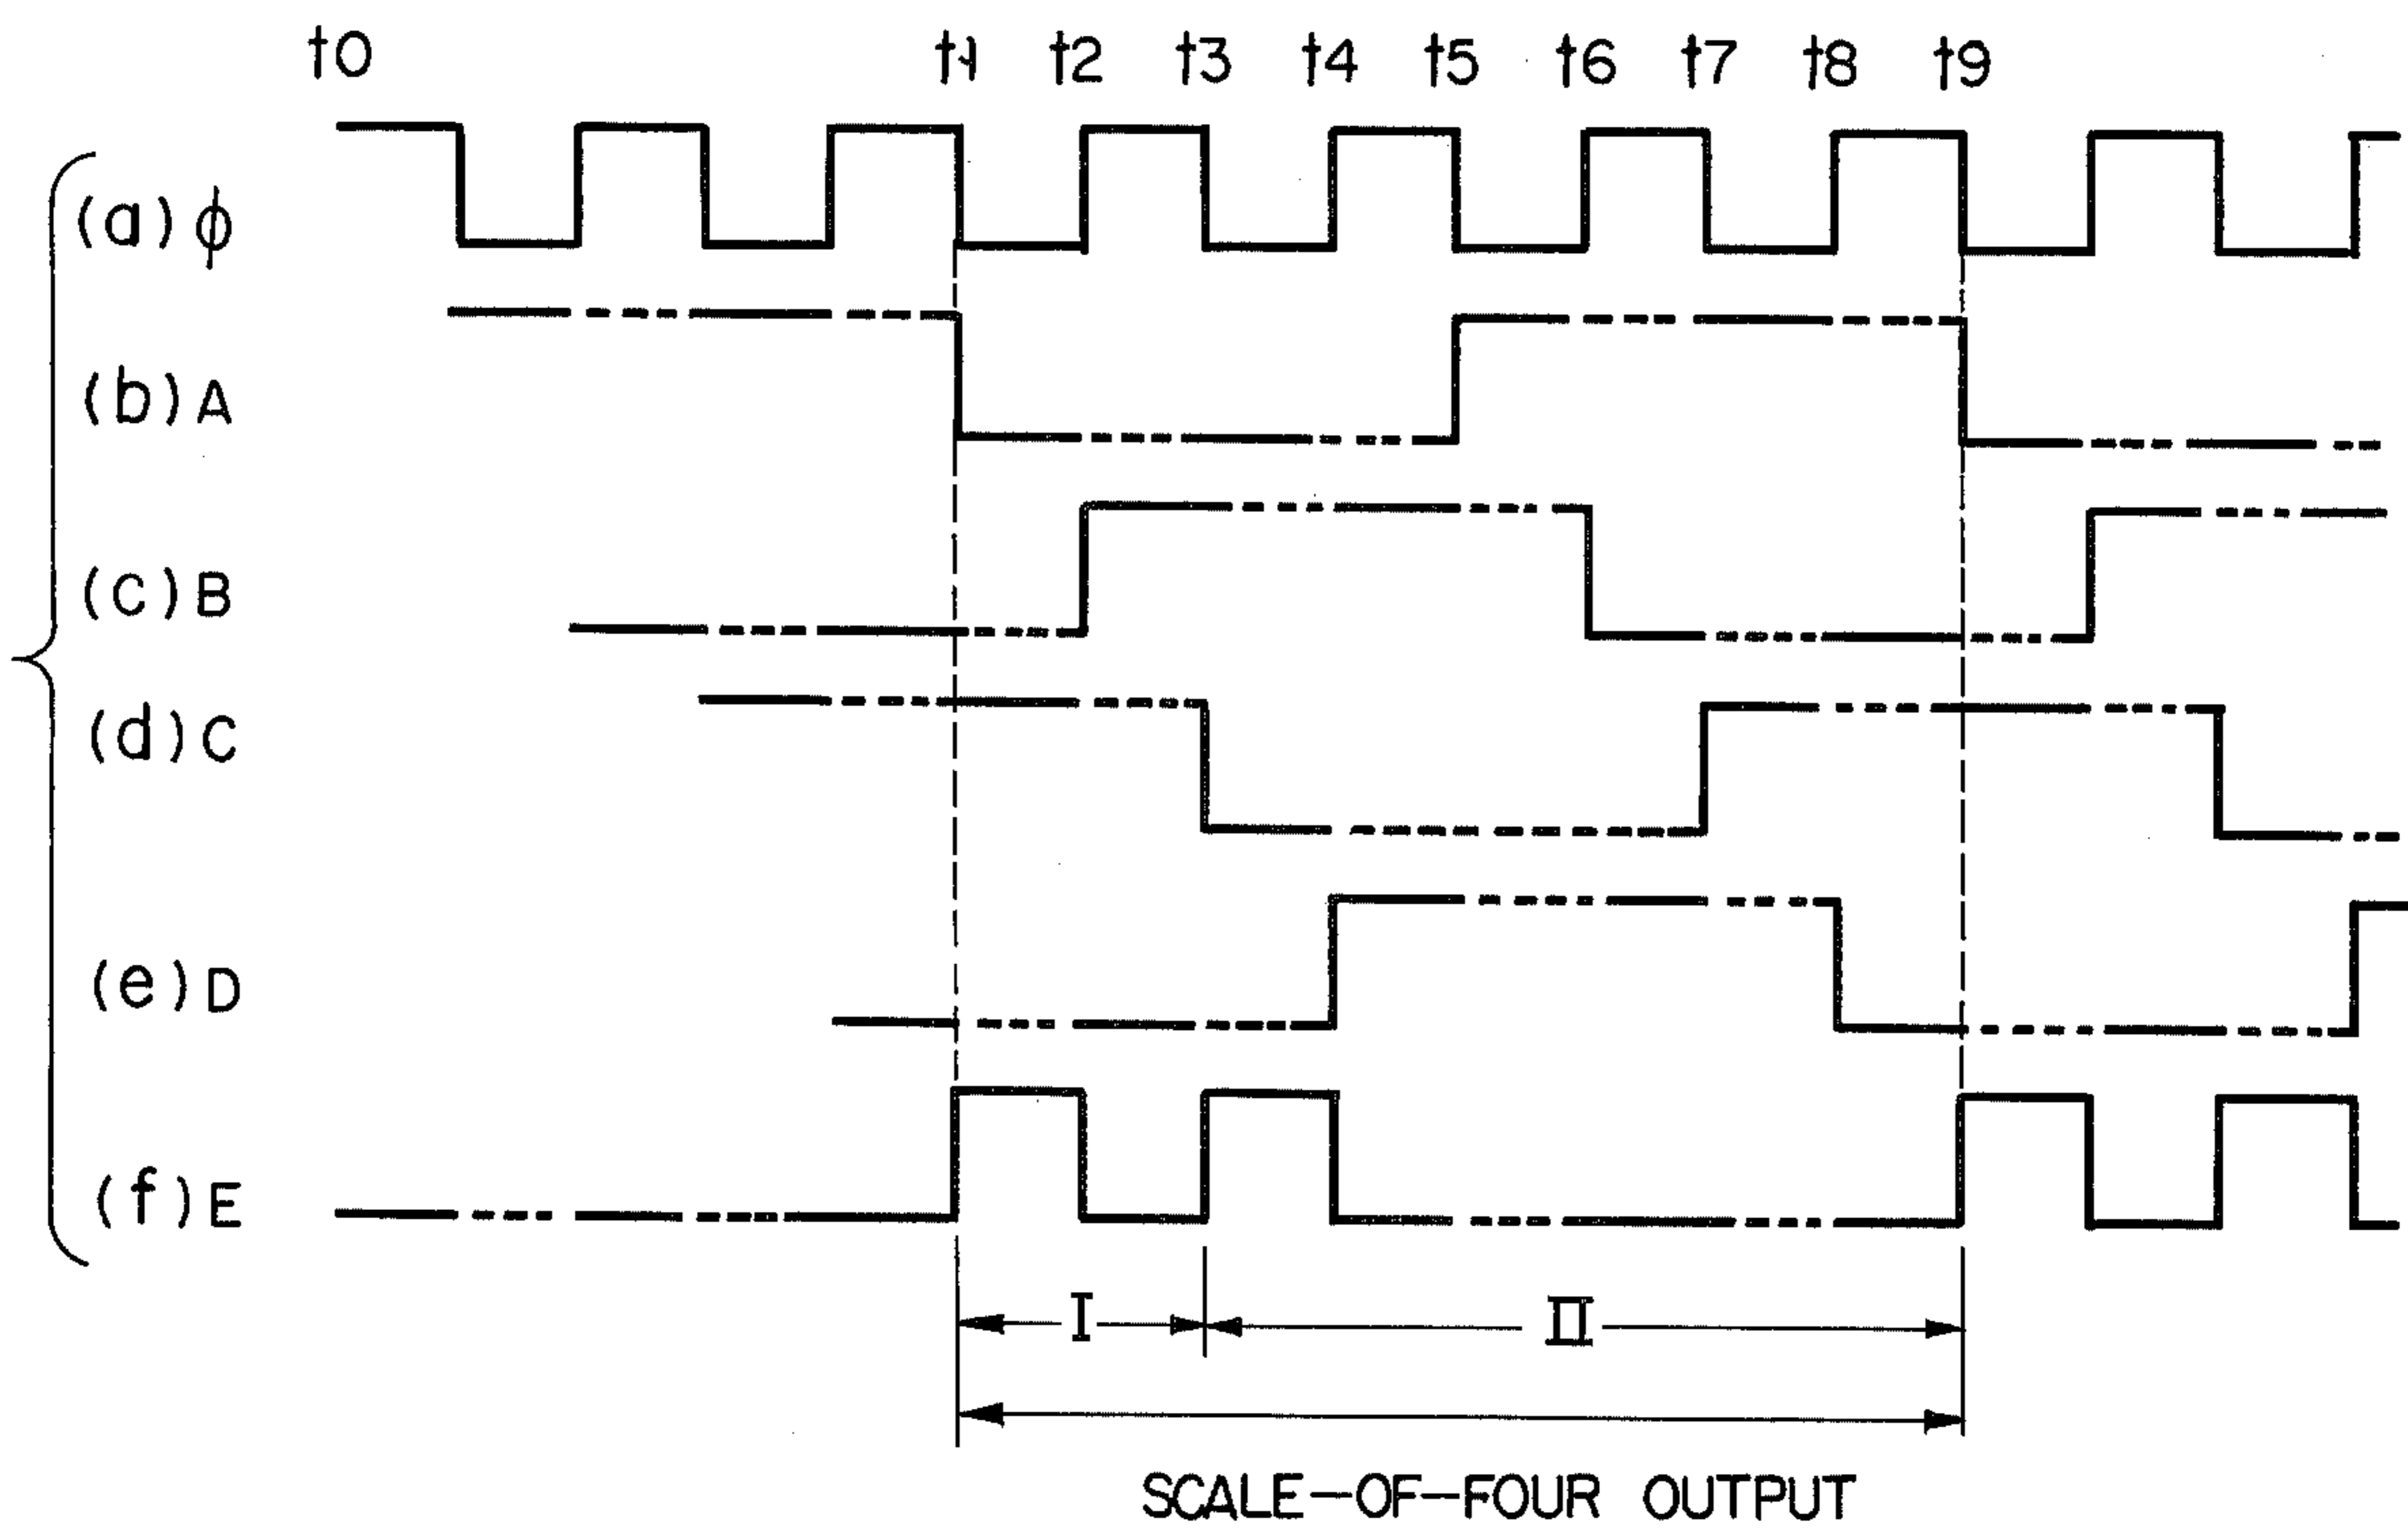 t0 t1 t2 t3 t4 t5 t6 t7 t8 t9
(a) ϕ
(b) A
(c) B
(d) C
(e) D
(f) E
I II
SCALE-OF-FOUR OUTPUT